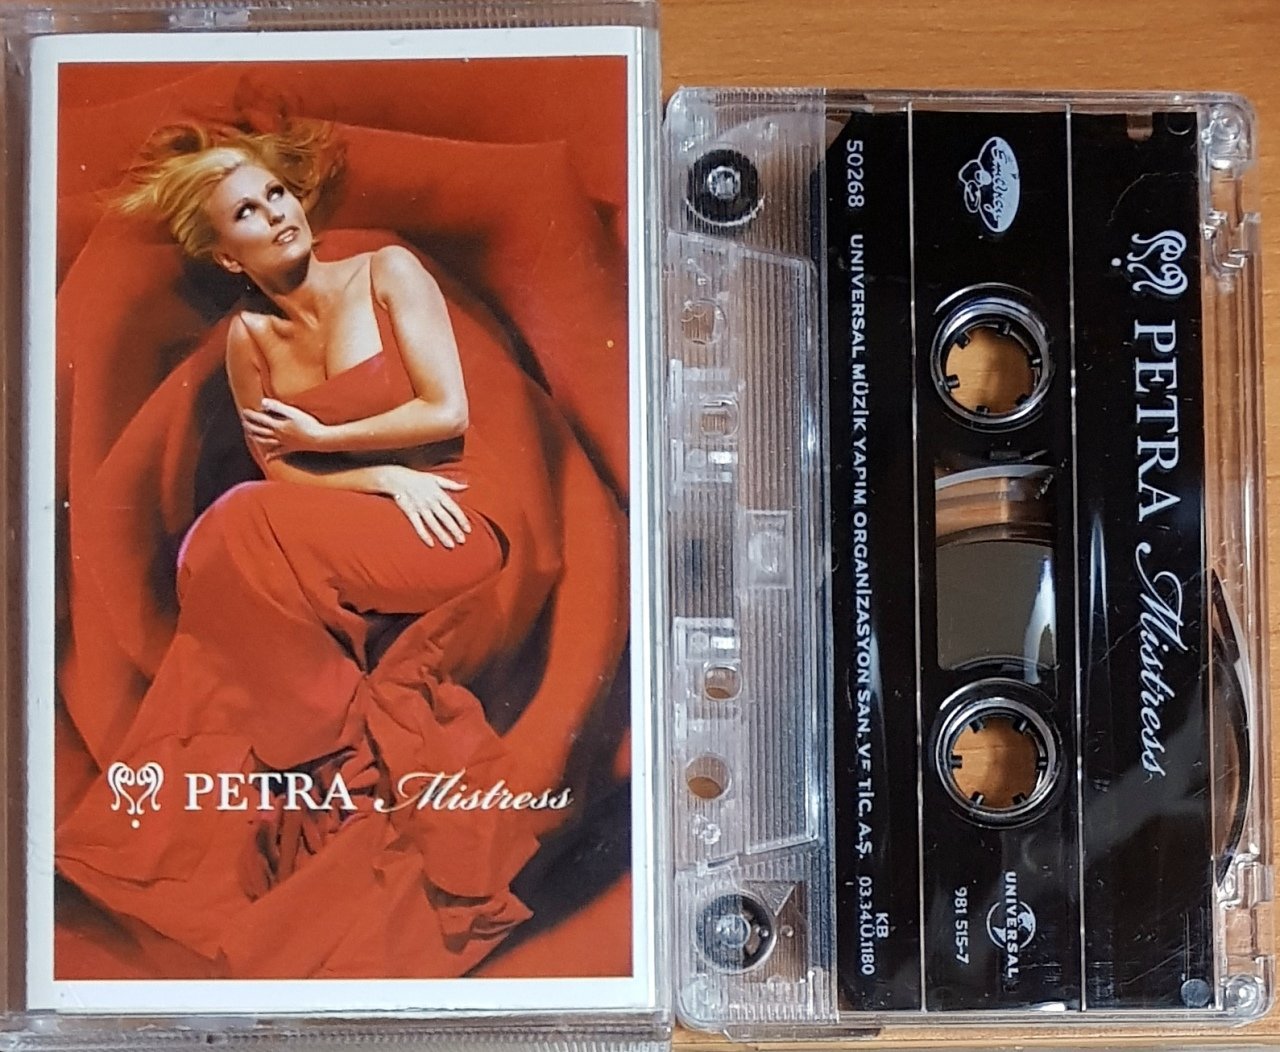 PETRA Mistress
PETRA Mistress
Emirkey
UNIVERSAL
981 515-7
50268 UNIVERSAL MÜZİK YAPIM ORGANİZASYON SAN. VE TİC. A.Ş. 03.34.Ü.1180
KB